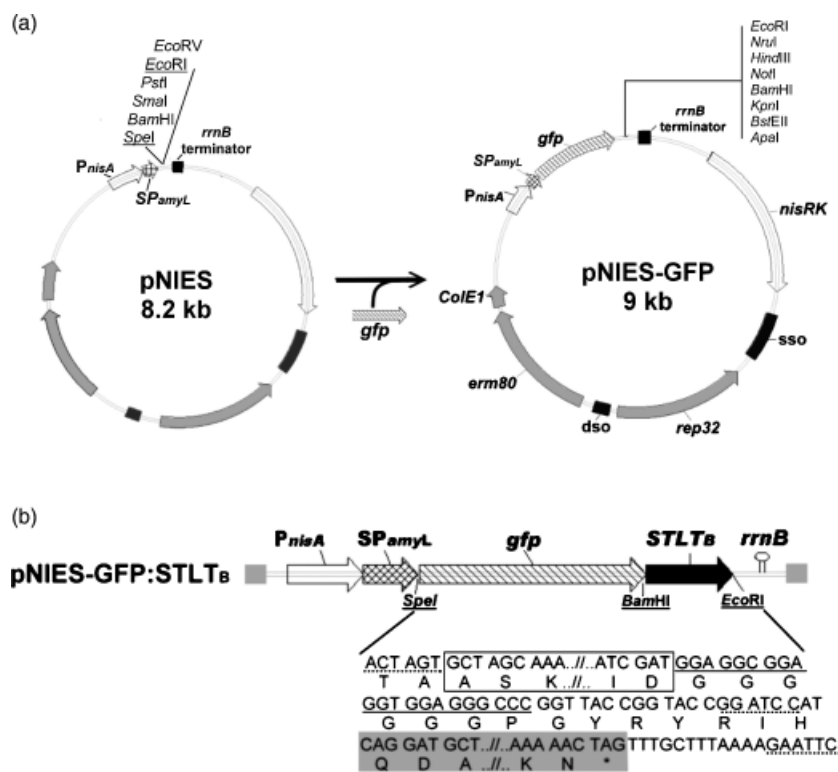 (a)
EcoRV
EcoRI
PstI
SmaI
BamHI
SpeI
rrnB
terminator
PnisA
SPamyL
pNIES
8.2 kb
gfp
EcoRI
NruI
HindIII
NotI
BamHI
KpnI
BstEII
ApaI
rrnB
terminator
gfp
SPamyL
PnisA
nisRK
pNIES-GFP
9 kb
ColE1
sso
erm80
dso
rep32
(b)
PnisA SPamyL gfp STLTB rrnB
pNIES-GFP:STLTB
SpeI BamHI EcoRI
ACT AGT GCT AGC AAA..//.. ATC GAT GGA GGC GGA
T A A S K I D G G G
GGT GGA GGG CCC GGT TAC CGG TAC CGG ATC CAT
G G G P G Y R Y R I H
CAG GAT GCT..//.. AAA AAC TAG TTTGCTTTAAAAGAATTC
Q D A K N *